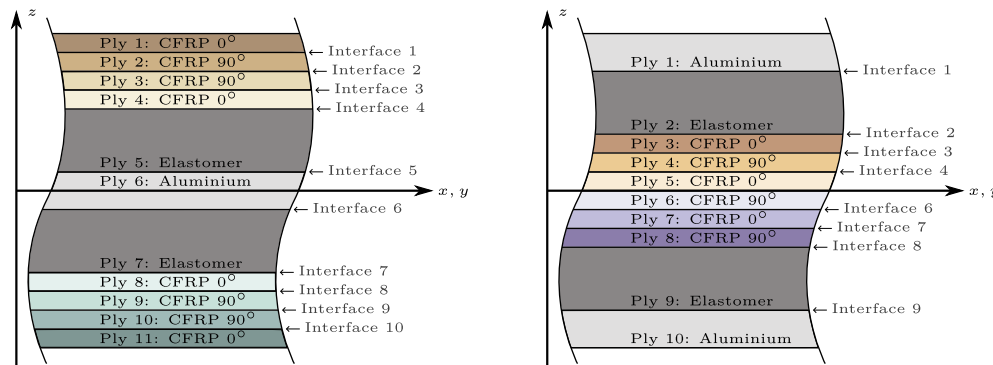 z
Ply 1: CFRP 0°
← Interface 1
Ply 2: CFRP 90°
← Interface 2
Ply 3: CFRP 90°
← Interface 3
Ply 4: CFRP 0°
← Interface 4
Ply 5: Elastomer
← Interface 5
Ply 6: Aluminium
x, y
← Interface 6
Ply 7: Elastomer
← Interface 7
Ply 8: CFRP 0°
← Interface 8
Ply 9: CFRP 90°
← Interface 9
Ply 10: CFRP 90°
← Interface 10
Ply 11: CFRP 0°
z
Ply 1: Aluminium
← Interface 1
Ply 2: Elastomer
← Interface 2
Ply 3: CFRP 0°
← Interface 3
Ply 4: CFRP 90°
← Interface 4
Ply 5: CFRP 0°
x, y
Ply 6: CFRP 90°
← Interface 6
Ply 7: CFRP 0°
← Interface 7
Ply 8: CFRP 90°
← Interface 8
Ply 9: Elastomer
← Interface 9
Ply 10: Aluminium